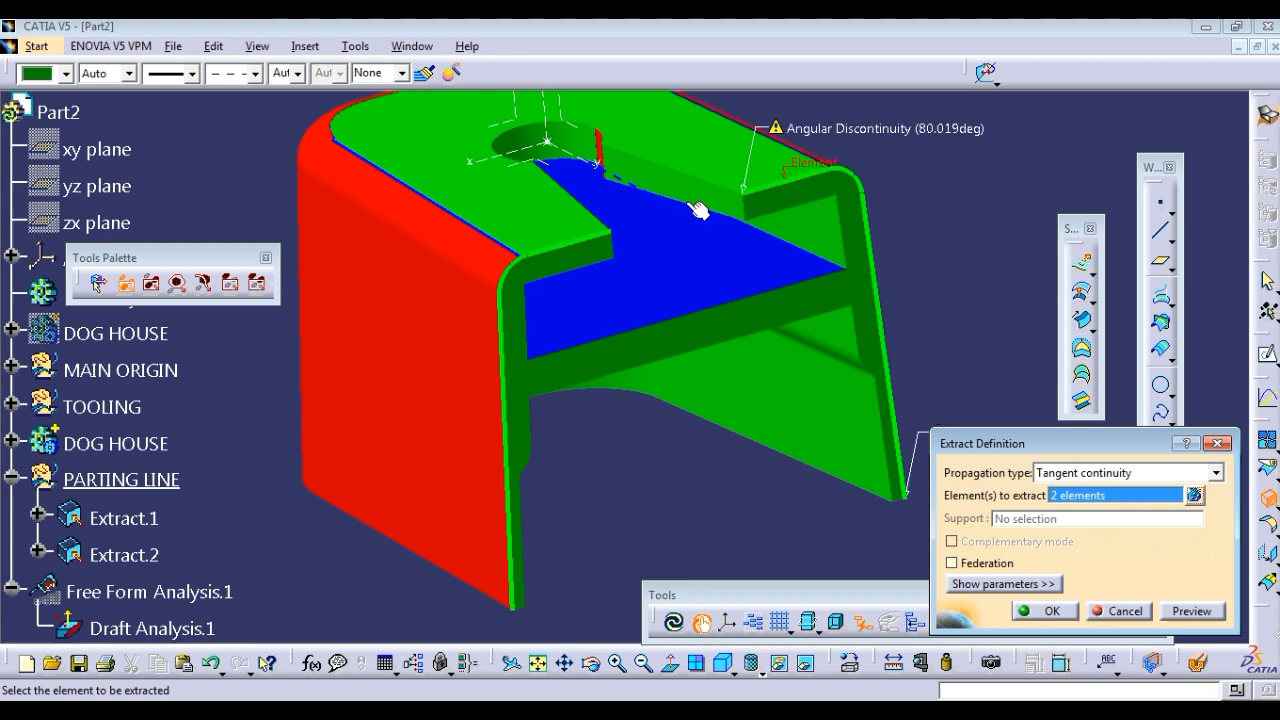 CATIA V5 - [Part2]
Start ENOVIA V5 VPM File Edit View Insert Tools Window Help
Auto Aut Aut None
Part2
xy plane
yz plane
zx plane
Tools Palette
DOG HOUSE
MAIN ORIGIN
TOOLING
DOG HOUSE
PARTING LINE
Extract.1
Extract.2
Free Form Analysis.1
Draft Analysis.1
x
y
Angular Discontinuity (80.019deg)
Element
W...
S...
Extract Definition
Propagation type: Tangent continuity
Element(s) to extract 2 elements
Support : No selection
Complementary mode
Federation
Show parameters >>
OK Cancel Preview
Tools
f(x)
ABC
CATIA
Select the element to be extracted